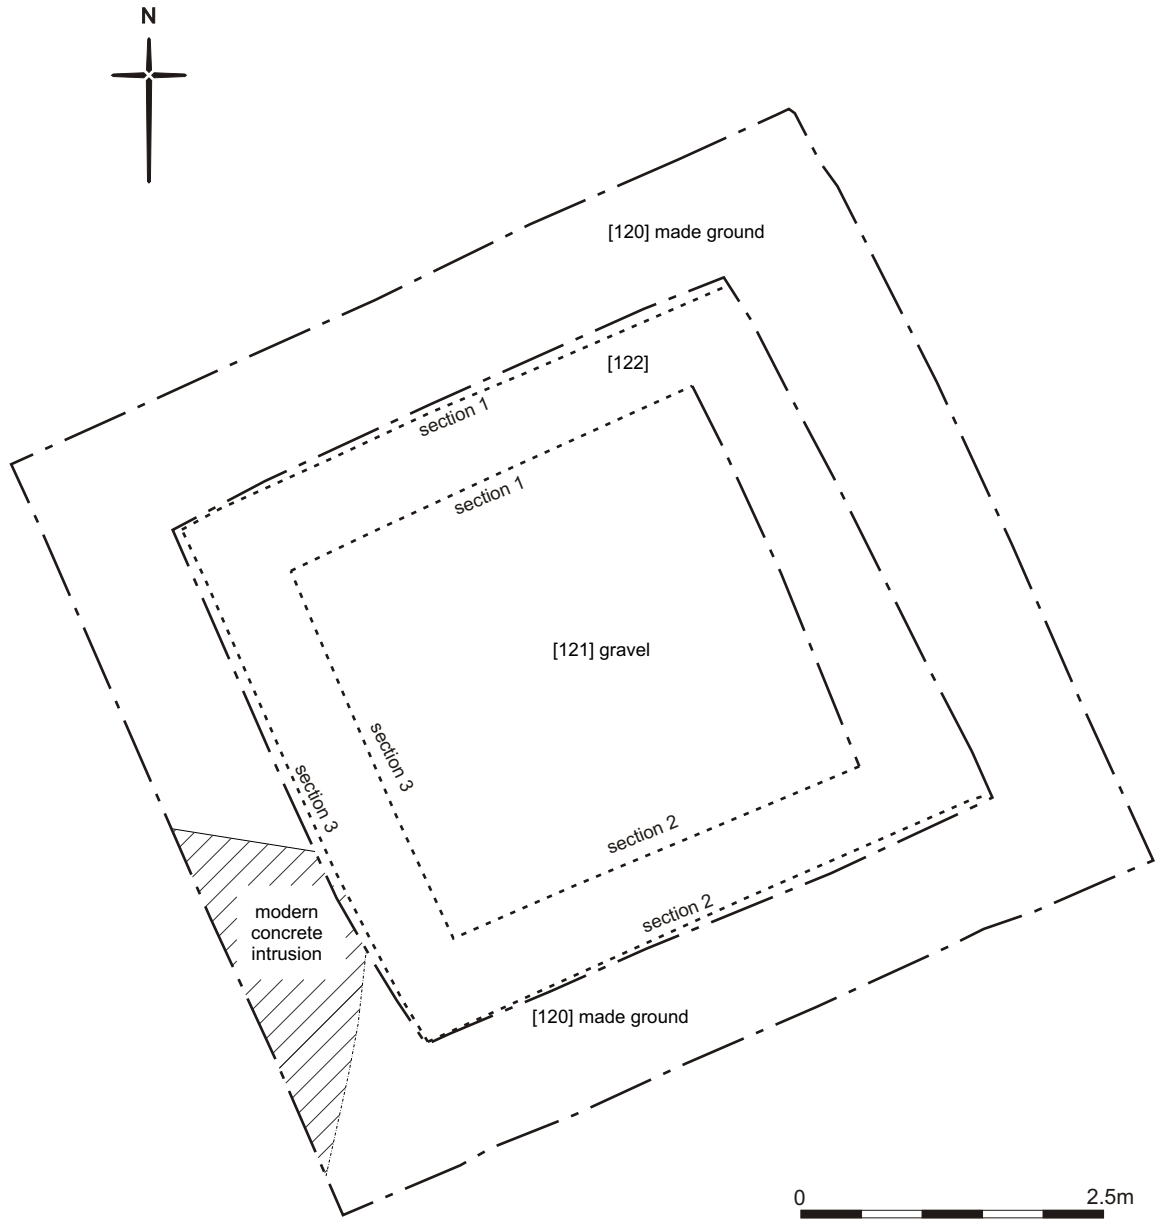 N
[120] made ground
[122]
section 1
section 1
[121] gravel
section 3
section 3
section 2
section 2
modern
concrete
intrusion
[120] made ground
0 2.5m